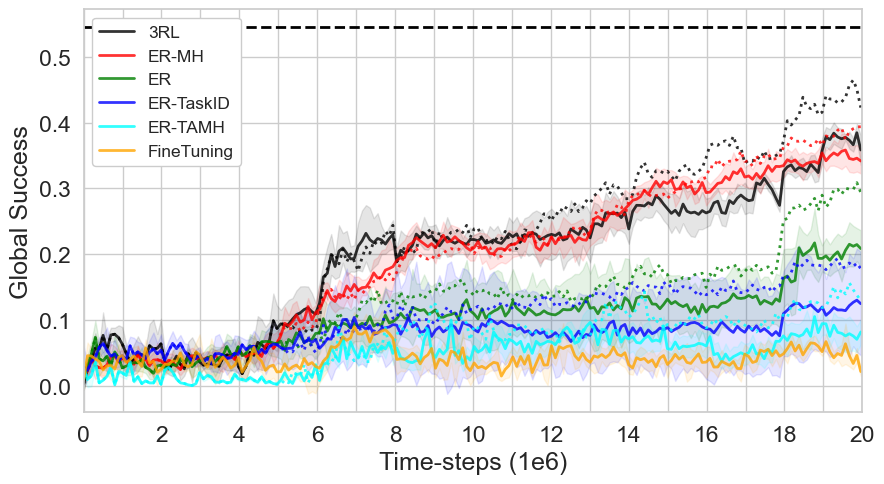 3RL
ER-MH
ER
ER-TaskID
ER-TAMH
FineTuning
Global Success
0.5
0.4
0.3
0.2
0.1
0.0
0 2 4 6 8 10 12 14 16 18 20
Time-steps (1e6)